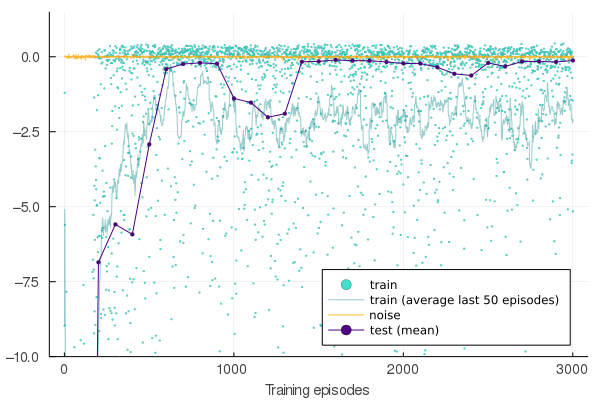 0.0
−2.5
−5.0
−7.5
−10.0
train
train (average last 50 episodes)
noise
test (mean)
0
1000
2000
3000
Training episodes